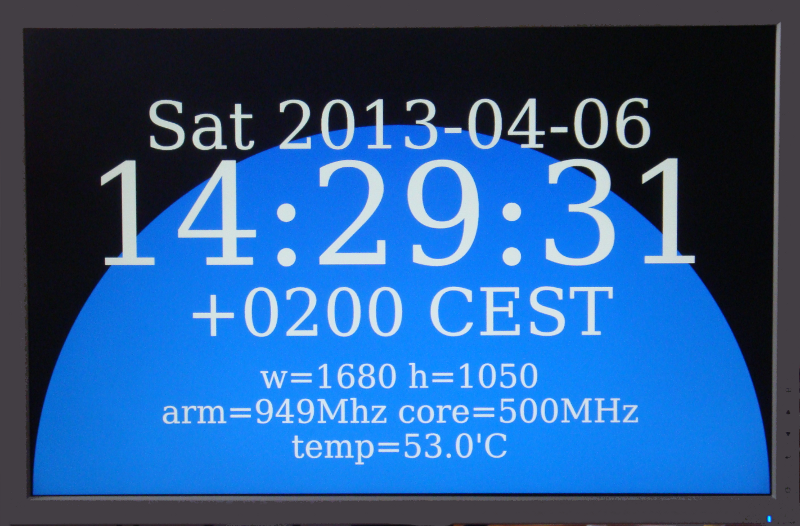 Sat 2013-04-06
14:29:31
+0200 CEST
w=1680 h=1050
arm=949Mhz core=500MHz
temp=53.0'C